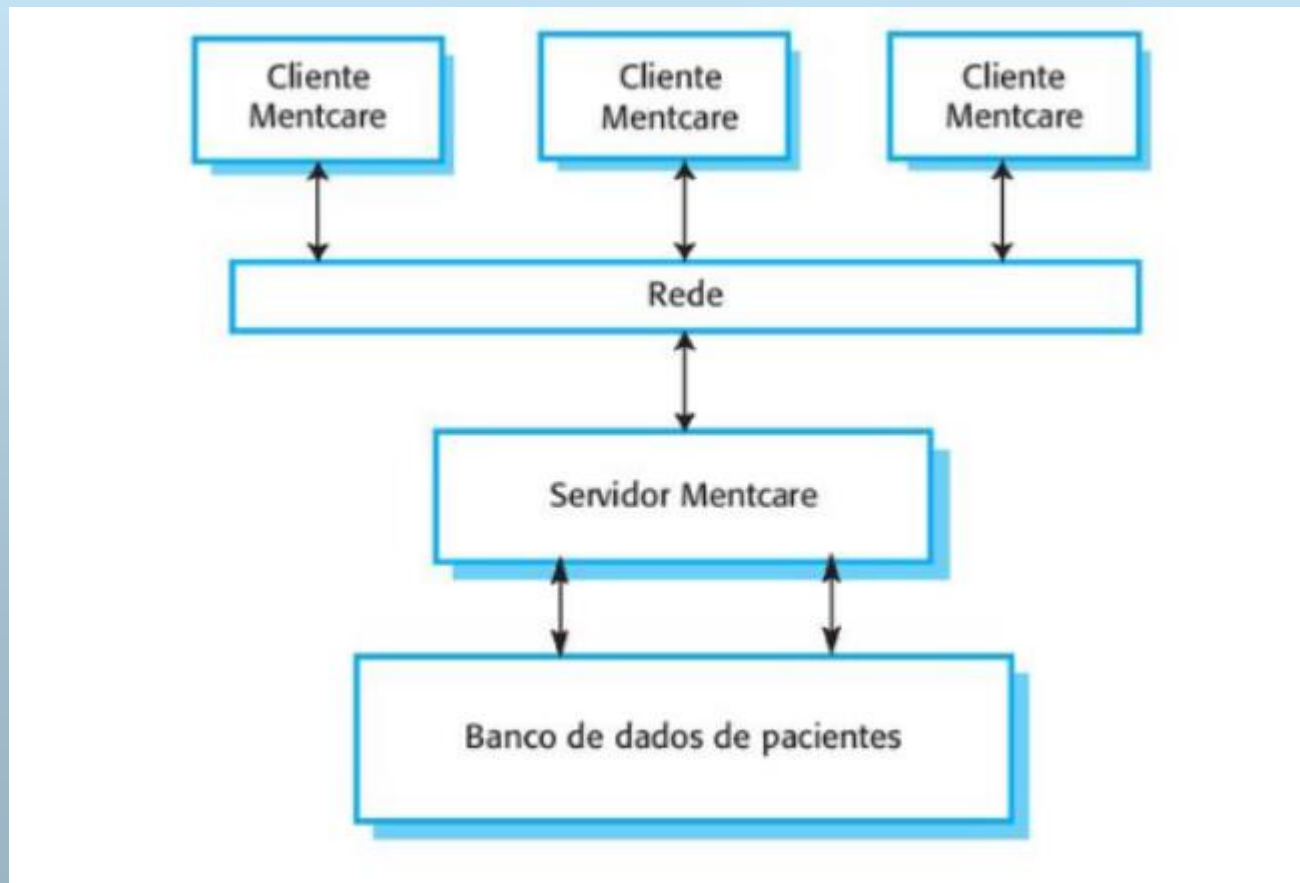 Cliente
Mentcare
Cliente
Mentcare
Cliente
Mentcare
Rede
Servidor Mentcare
Banco de dados de pacientes